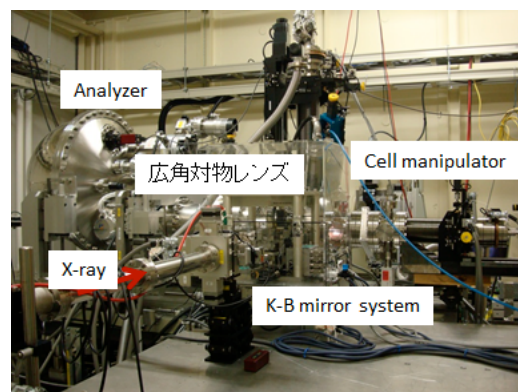 Analyzer
広角対物レンズ
Cell manipulator
X-ray
K-B mirror system